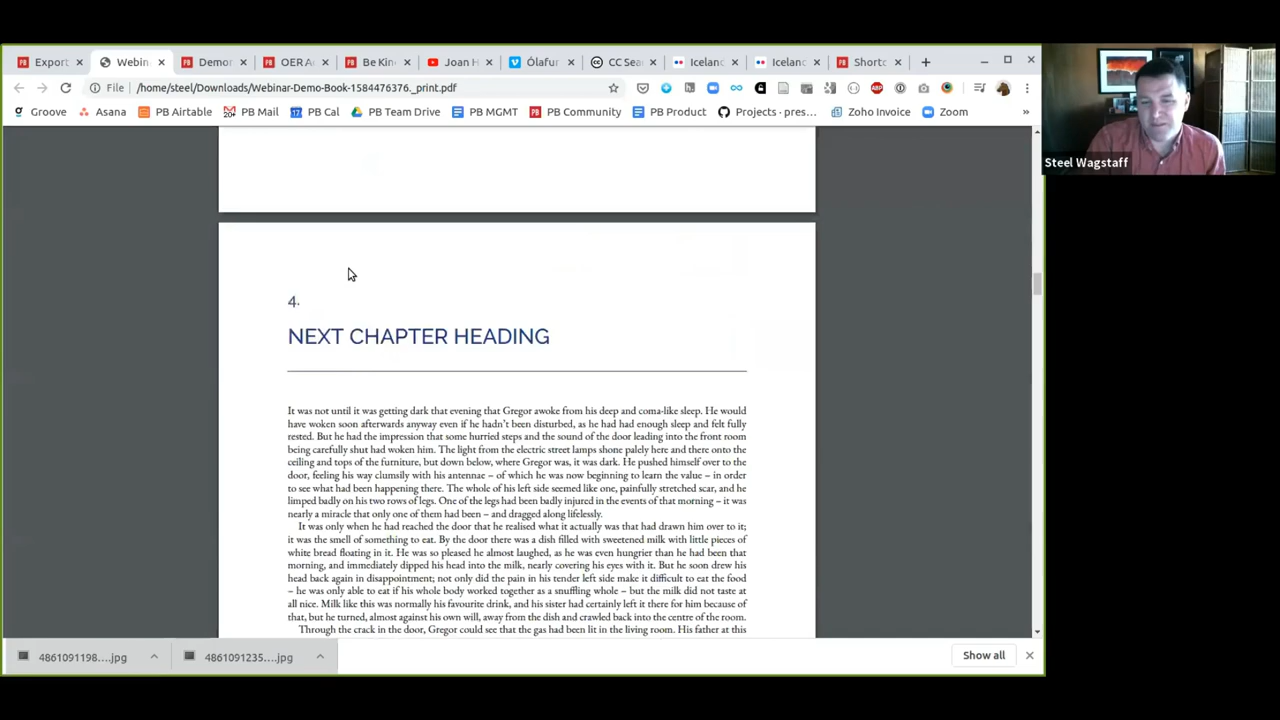 Export
Webin
Demon
OER A
Be Kin
Joan H
Ólafur
CC Sea
Icelan
Icelan
Shortc
File /home/steel/Downloads/Webinar-Demo-Book-1584476376._print.pdf
Groove Asana PB Airtable PB Mail PB Cal PB Team Drive PB MGMT PB Community PB Product Projects · pres… Zoho Invoice Zoom »
Steel Wagstaff
4.
NEXT CHAPTER HEADING
It was not until it was getting dark that evening that Gregor awoke from his deep and coma-like sleep. He would
have woken soon afterwards anyway even if he hadn't been disturbed, as he had had enough sleep and felt fully
rested. But he had the impression that some hurried steps and the sound of the door leading into the front room
being carefully shut had woken him. The light from the electric street lamps shone palely here and there onto the
ceiling and tops of the furniture, but down below, where Gregor was, it was dark. He pushed himself over to the
door, feeling his way clumsily with his antennae – of which he was now beginning to learn the value – in order
to see what had been happening there. The whole of his left side seemed like one, painfully stretched scar, and he
limped badly on his two rows of legs. One of the legs had been badly injured in the events of that morning – it was
nearly a miracle that only one of them had been – and dragged along lifelessly.
It was only when he had reached the door that he realised what it actually was that had drawn him over to it;
it was the smell of something to eat. By the door there was a dish filled with sweetened milk with little pieces of
white bread floating in it. He was so pleased he almost laughed, as he was even hungrier than he had been that
morning, and immediately dipped his head into the milk, nearly covering his eyes with it. But he soon drew his
head back again in disappointment; not only did the pain in his tender left side make it difficult to eat the food
– he was only able to eat if his whole body worked together as a snuffling whole – but the milk did not taste at
all nice. Milk like this was normally his favourite drink, and his sister had certainly left it there for him because of
that, but he turned, almost against his own will, away from the dish and crawled back into the centre of the room.
Through the crack in the door, Gregor could see that the gas had been lit in the living room. His father at this
4861091198….jpg
4861091235….jpg
Show all